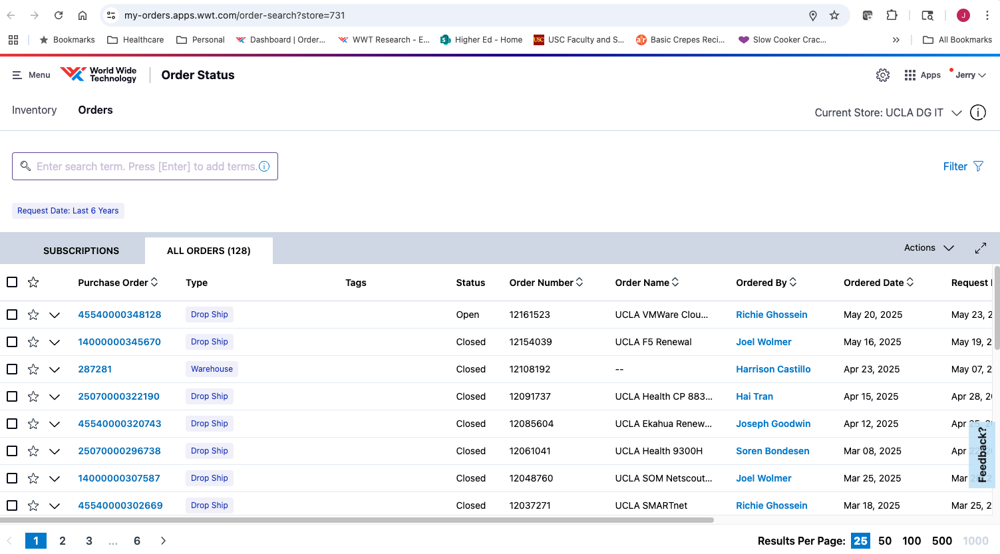 my-orders.apps.wwt.com/order-search?store=731
J
Bookmarks Healthcare Personal Dashboard | Order... WWT Research - E... Higher Ed - Home USC USC Faculty and S... ar Basic Crepes Reci... Slow Cooker Crac... All Bookmarks
Menu World Wide Technology Order Status Apps Jerry
Inventory Orders Current Store: UCLA DG IT
Enter search term. Press [Enter] to add terms. Filter
Request Date: Last 6 Years
SUBSCRIPTIONS ALL ORDERS (128) Actions
Purchase Order Type Tags Status Order Number Order Name Ordered By Ordered Date Request
45540000348128 Drop Ship Open 12161523 UCLA VMWare Clou... Richie Ghossein May 20, 2025 May 23, 2
14000000345670 Drop Ship Closed 12154039 UCLA F5 Renewal Joel Wolmer May 16, 2025 May 19, 2
287281 Warehouse Closed 12108192 -- Harrison Castillo Apr 23, 2025 May 07, 2
25070000322190 Drop Ship Closed 12091737 UCLA Health CP 883... Hai Tran Apr 15, 2025 Apr 28, 2
45540000320743 Drop Ship Closed 12085604 UCLA Ekahua Renew... Joseph Goodwin Apr 12, 2025 Apr 25, 2
25070000296738 Drop Ship Closed 12061041 UCLA Health 9300H Soren Bondesen Mar 08, 2025 Apr
14000000307587 Drop Ship Closed 12048760 UCLA SOM Netscout... Joel Wolmer Mar 25, 2025 Mar
45540000302669 Drop Ship Closed 12037271 UCLA SMARTnet Richie Ghossein Mar 18, 2025 Mar 25, 2
Feedback?
1 2 3 ... 6 Results Per Page: 25 50 100 500 1000